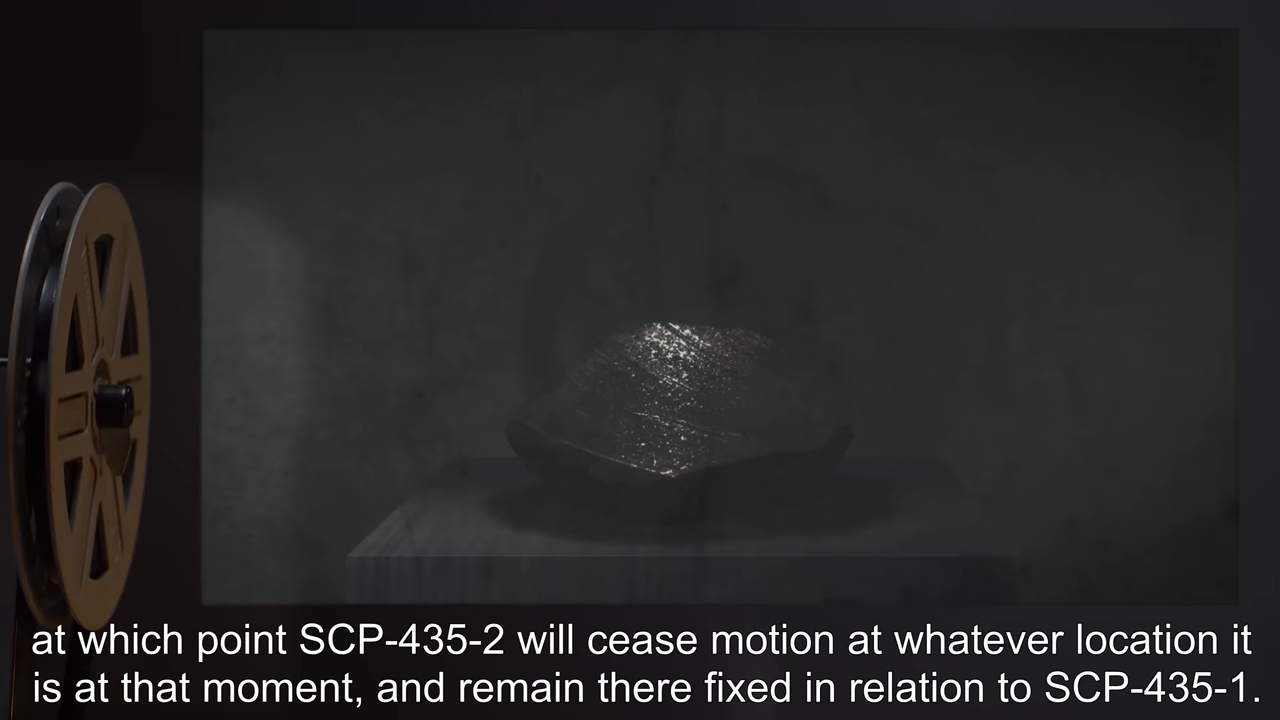 at which point SCP-435-2 will cease motion at whatever location it
is at that moment, and remain there fixed in relation to SCP-435-1.